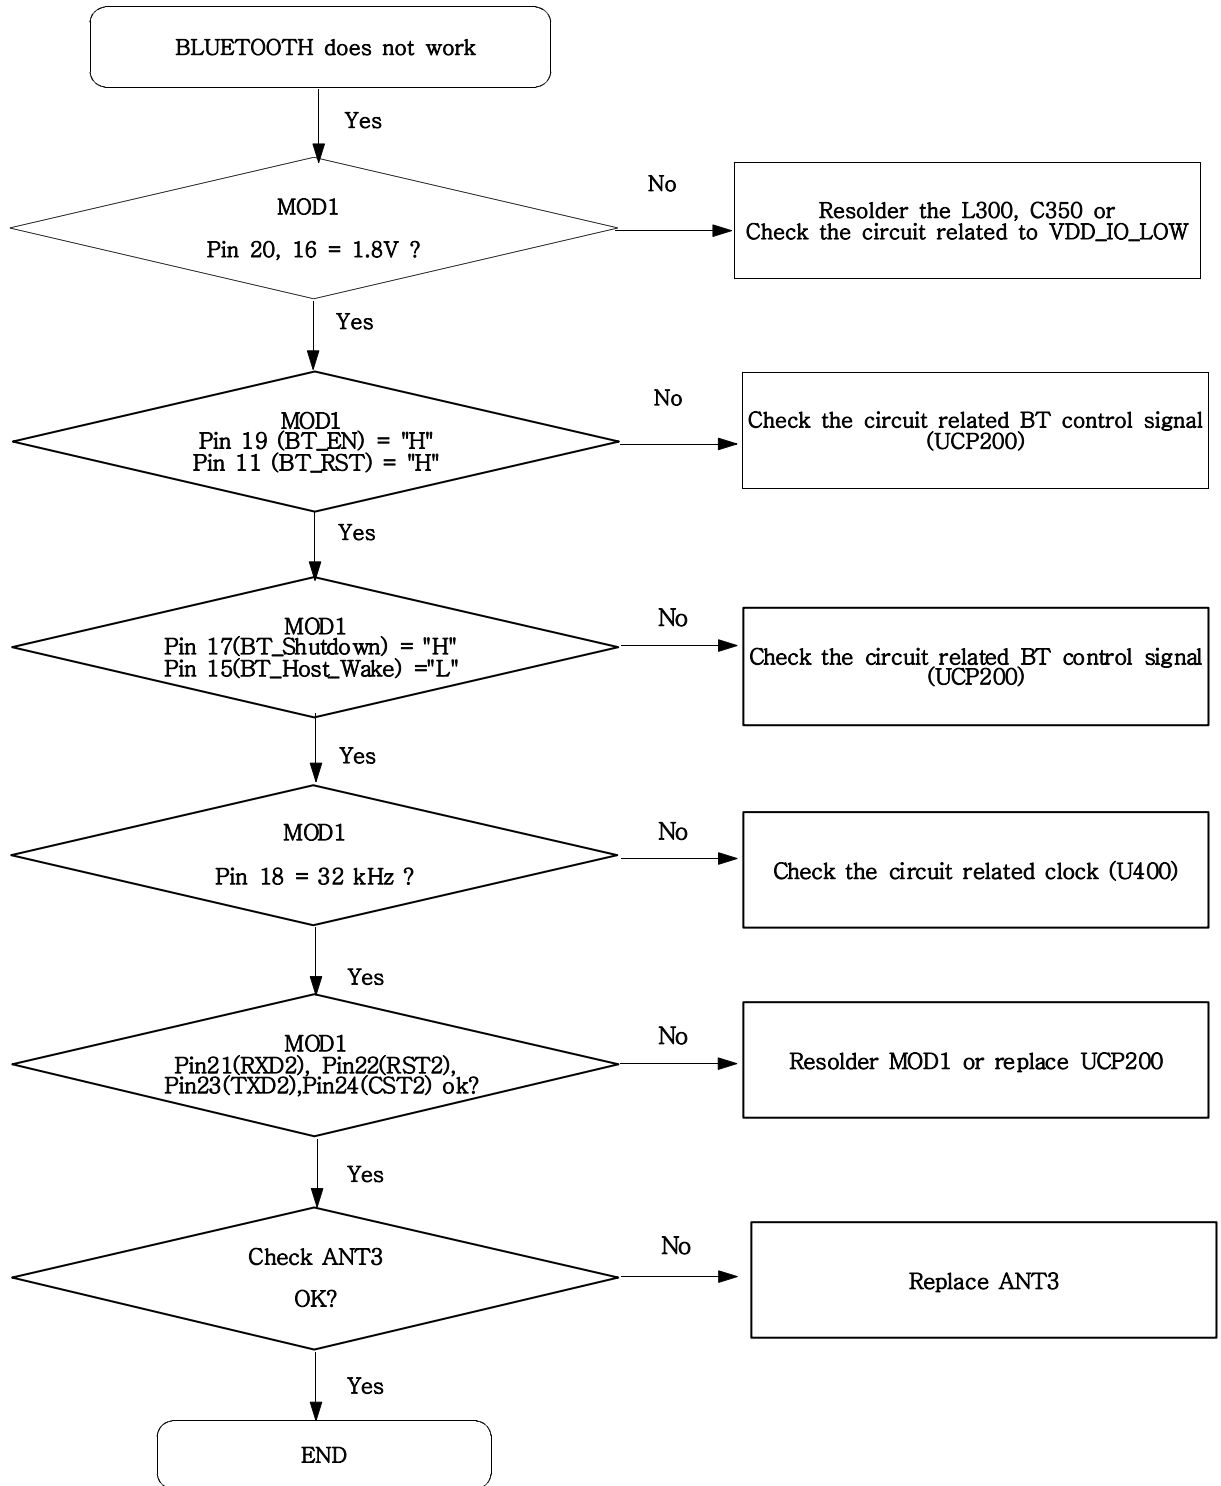 BLUETOOTH does not work
Yes
MOD1
Pin 20, 16 = 1.8V ?
No
Resolder the L300, C350 or
Check the circuit related to VDD_IO_LOW
Yes
MOD1
Pin 19 (BT_EN) = "H"
Pin 11 (BT_RST) = "H"
No
Check the circuit related BT control signal
(UCP200)
Yes
MOD1
Pin 17(BT_Shutdown) = "H"
Pin 15(BT_Host_Wake) ="L"
No
Check the circuit related BT control signal
(UCP200)
Yes
MOD1
Pin 18 = 32 kHz ?
No
Check the circuit related clock (U400)
Yes
MOD1
Pin21(RXD2), Pin22(RST2),
Pin23(TXD2),Pin24(CST2) ok?
No
Resolder MOD1 or replace UCP200
Yes
Check ANT3
OK?
No
Replace ANT3
Yes
END